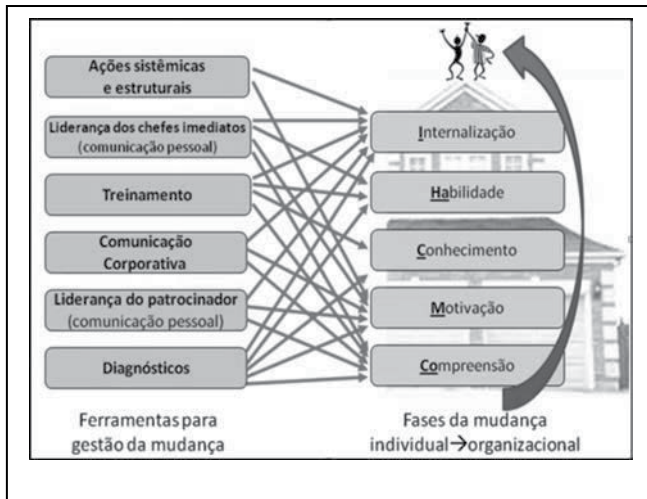 Ações sistêmicas
e estruturais
Liderança dos chefes imediatos
(comunicação pessoal)
Treinamento
Comunicação
Corporativa
Liderança do patrocinador
(comunicação pessoal)
Diagnósticos
Ferramentas para
gestão da mudança
Internalização
Habilidade
Conhecimento
Motivação
Compreensão
Fases da mudança
individual→organizacional